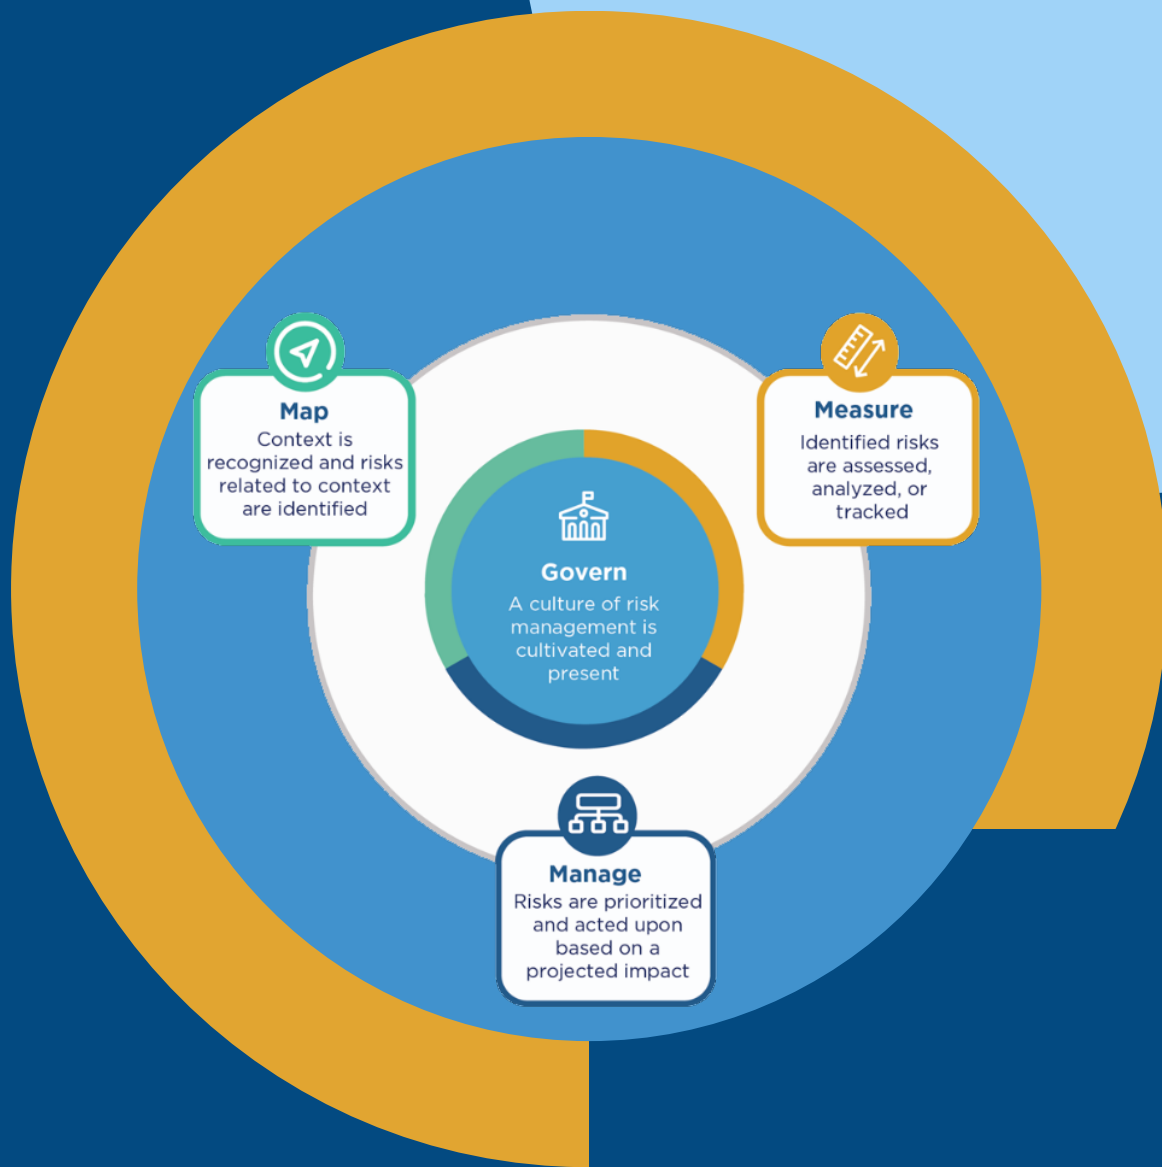 Map
Context is
recognized and risks
related to context
are identified
Measure
Identified risks
are assessed,
analyzed, or
tracked
Govern
A culture of risk
management is
cultivated and
present
Manage
Risks are prioritized
and acted upon
based on a
projected impact